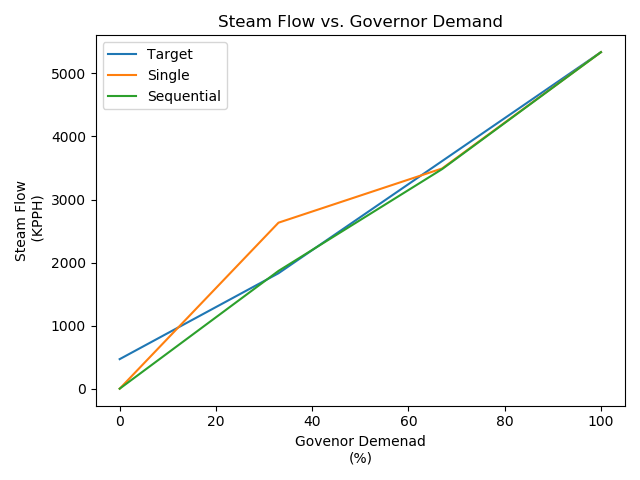 Steam Flow vs. Governor Demand
Target
Single
Sequential
5000
4000
3000
2000
1000
0
Steam Flow
(KPPH)
0 20 40 60 80 100
Govenor Demenad
(%)